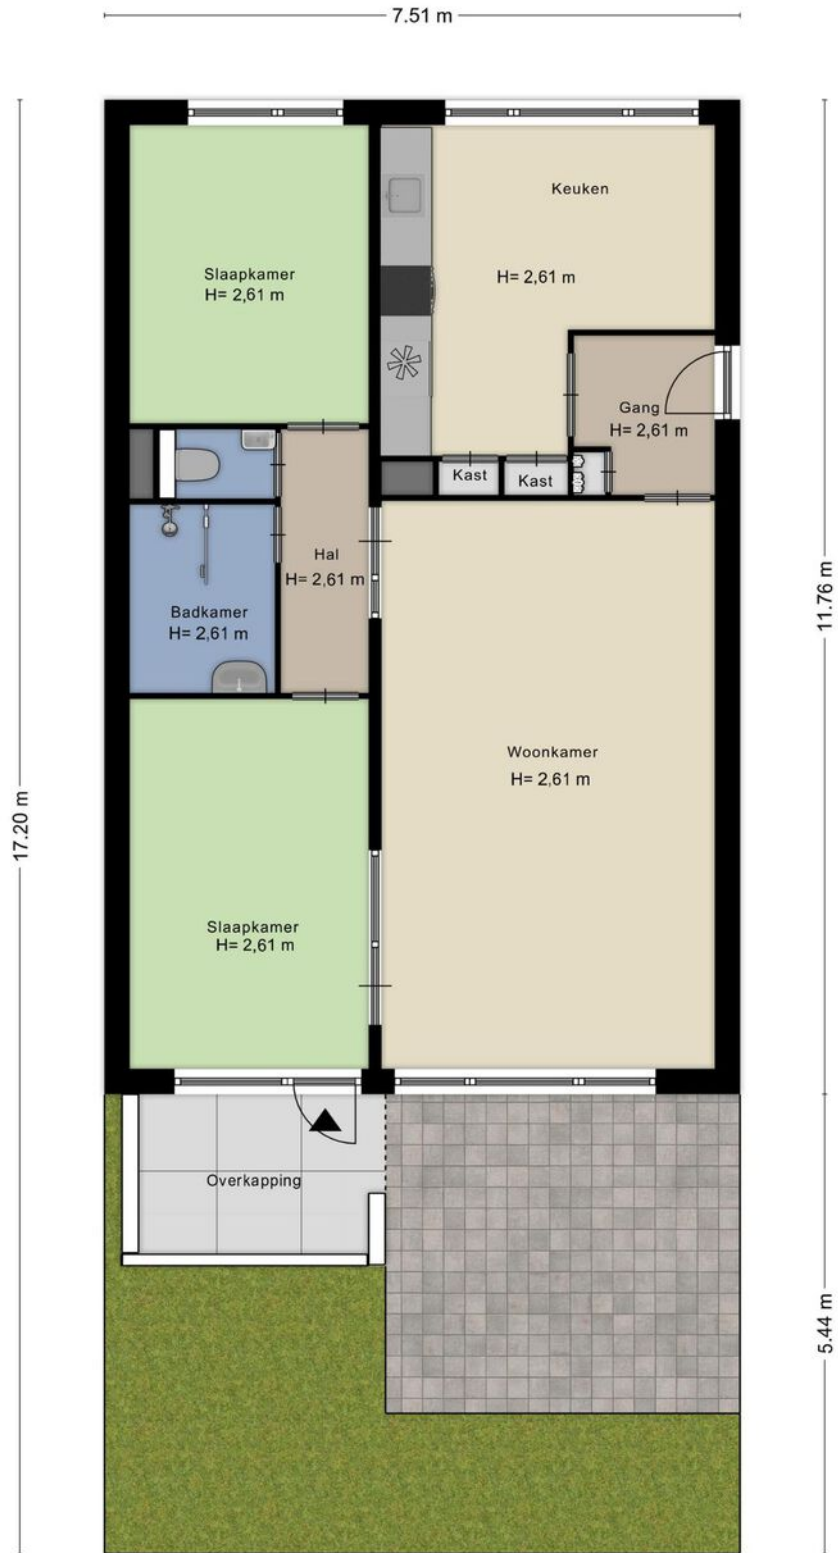 7.51 m
Keuken
H= 2,61 m
Slaapkamer
H= 2,61 m
Gang
H= 2,61 m
Kast
Kast
Hal
H= 2,61 m
Badkamer
H= 2,61 m
11.76 m
Woonkamer
H= 2,61 m
17.20 m
Slaapkamer
H= 2,61 m
Overkapping
5.44 m